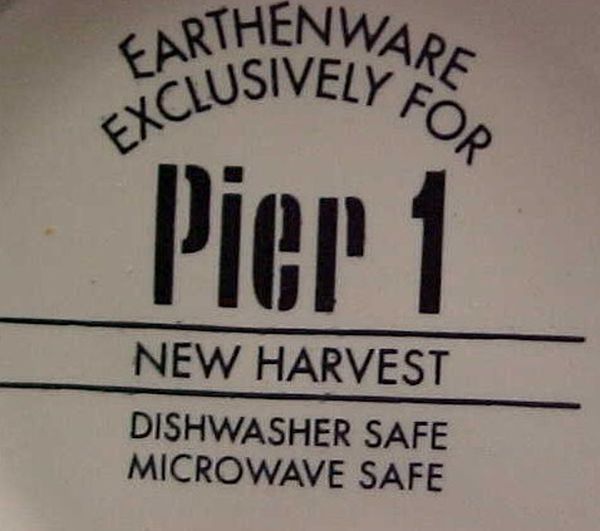 EARTHENWARE
EXCLUSIVELY FOR
Pier 1
NEW HARVEST
DISHWASHER SAFE
MICROWAVE SAFE